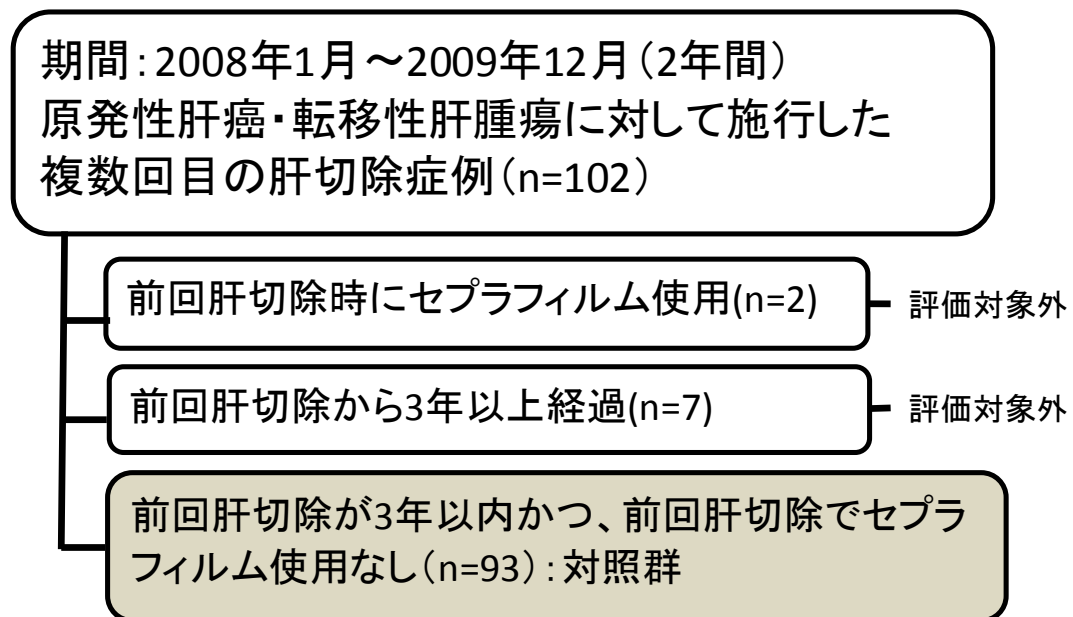 期間:2008年1月～2009年12月(2年間)
原発性肝癌・転移性肝腫瘍に対して施行した
複数回目の肝切除症例(n=102)
前回肝切除時にセプラフィルム使用(n=2)
評価対象外
前回肝切除から3年以上経過(n=7)
評価対象外
前回肝切除が3年以内かつ、前回肝切除でセプラ
フィルム使用なし(n=93):対照群